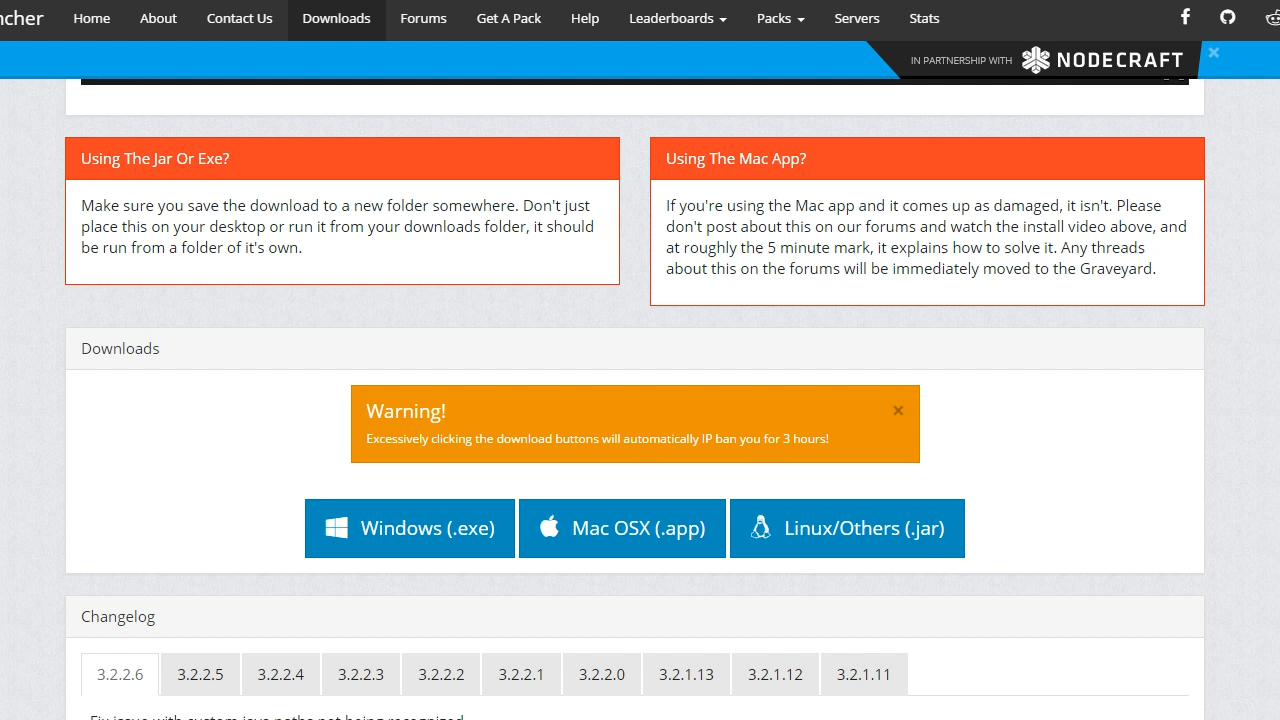 ncher Home About Contact Us Downloads Forums Get A Pack Help Leaderboards Packs Servers Stats
IN PARTNERSHIP WITH NODECRAFT ×
Using The Jar Or Exe?
Make sure you save the download to a new folder somewhere. Don't just
place this on your desktop or run it from your downloads folder, it should
be run from a folder of it's own.
Using The Mac App?
If you're using the Mac app and it comes up as damaged, it isn't. Please
don't post about this on our forums and watch the install video above, and
at roughly the 5 minute mark, it explains how to solve it. Any threads
about this on the forums will be immediately moved to the Graveyard.
Downloads
Warning! ×
Excessively clicking the download buttons will automatically IP ban you for 3 hours!
Windows (.exe) Mac OSX (.app) Linux/Others (.jar)
Changelog
3.2.2.6 3.2.2.5 3.2.2.4 3.2.2.3 3.2.2.2 3.2.2.1 3.2.2.0 3.2.1.13 3.2.1.12 3.2.1.11
Fix issue with custom java paths not being recognized